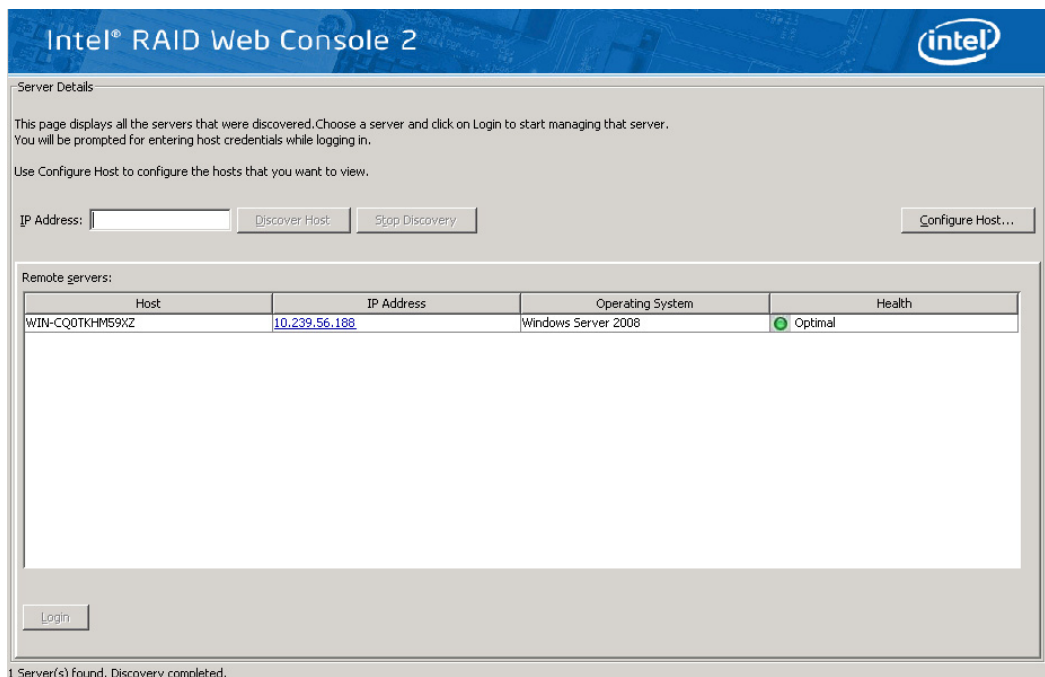 Intel® RAID Web Console 2
intel
Server Details
This page displays all the servers that were discovered.Choose a server and click on Login to start managing that server.
You will be prompted for entering host credentials while logging in.
Use Configure Host to configure the hosts that you want to view.
IP Address: Discover Host Stop Discovery Configure Host...
Remote servers:
Host IP Address Operating System Health
WIN-CQ0TKHM59XZ 10.239.56.188 Windows Server 2008 Optimal
Login
1 Server(s) found. Discovery completed.